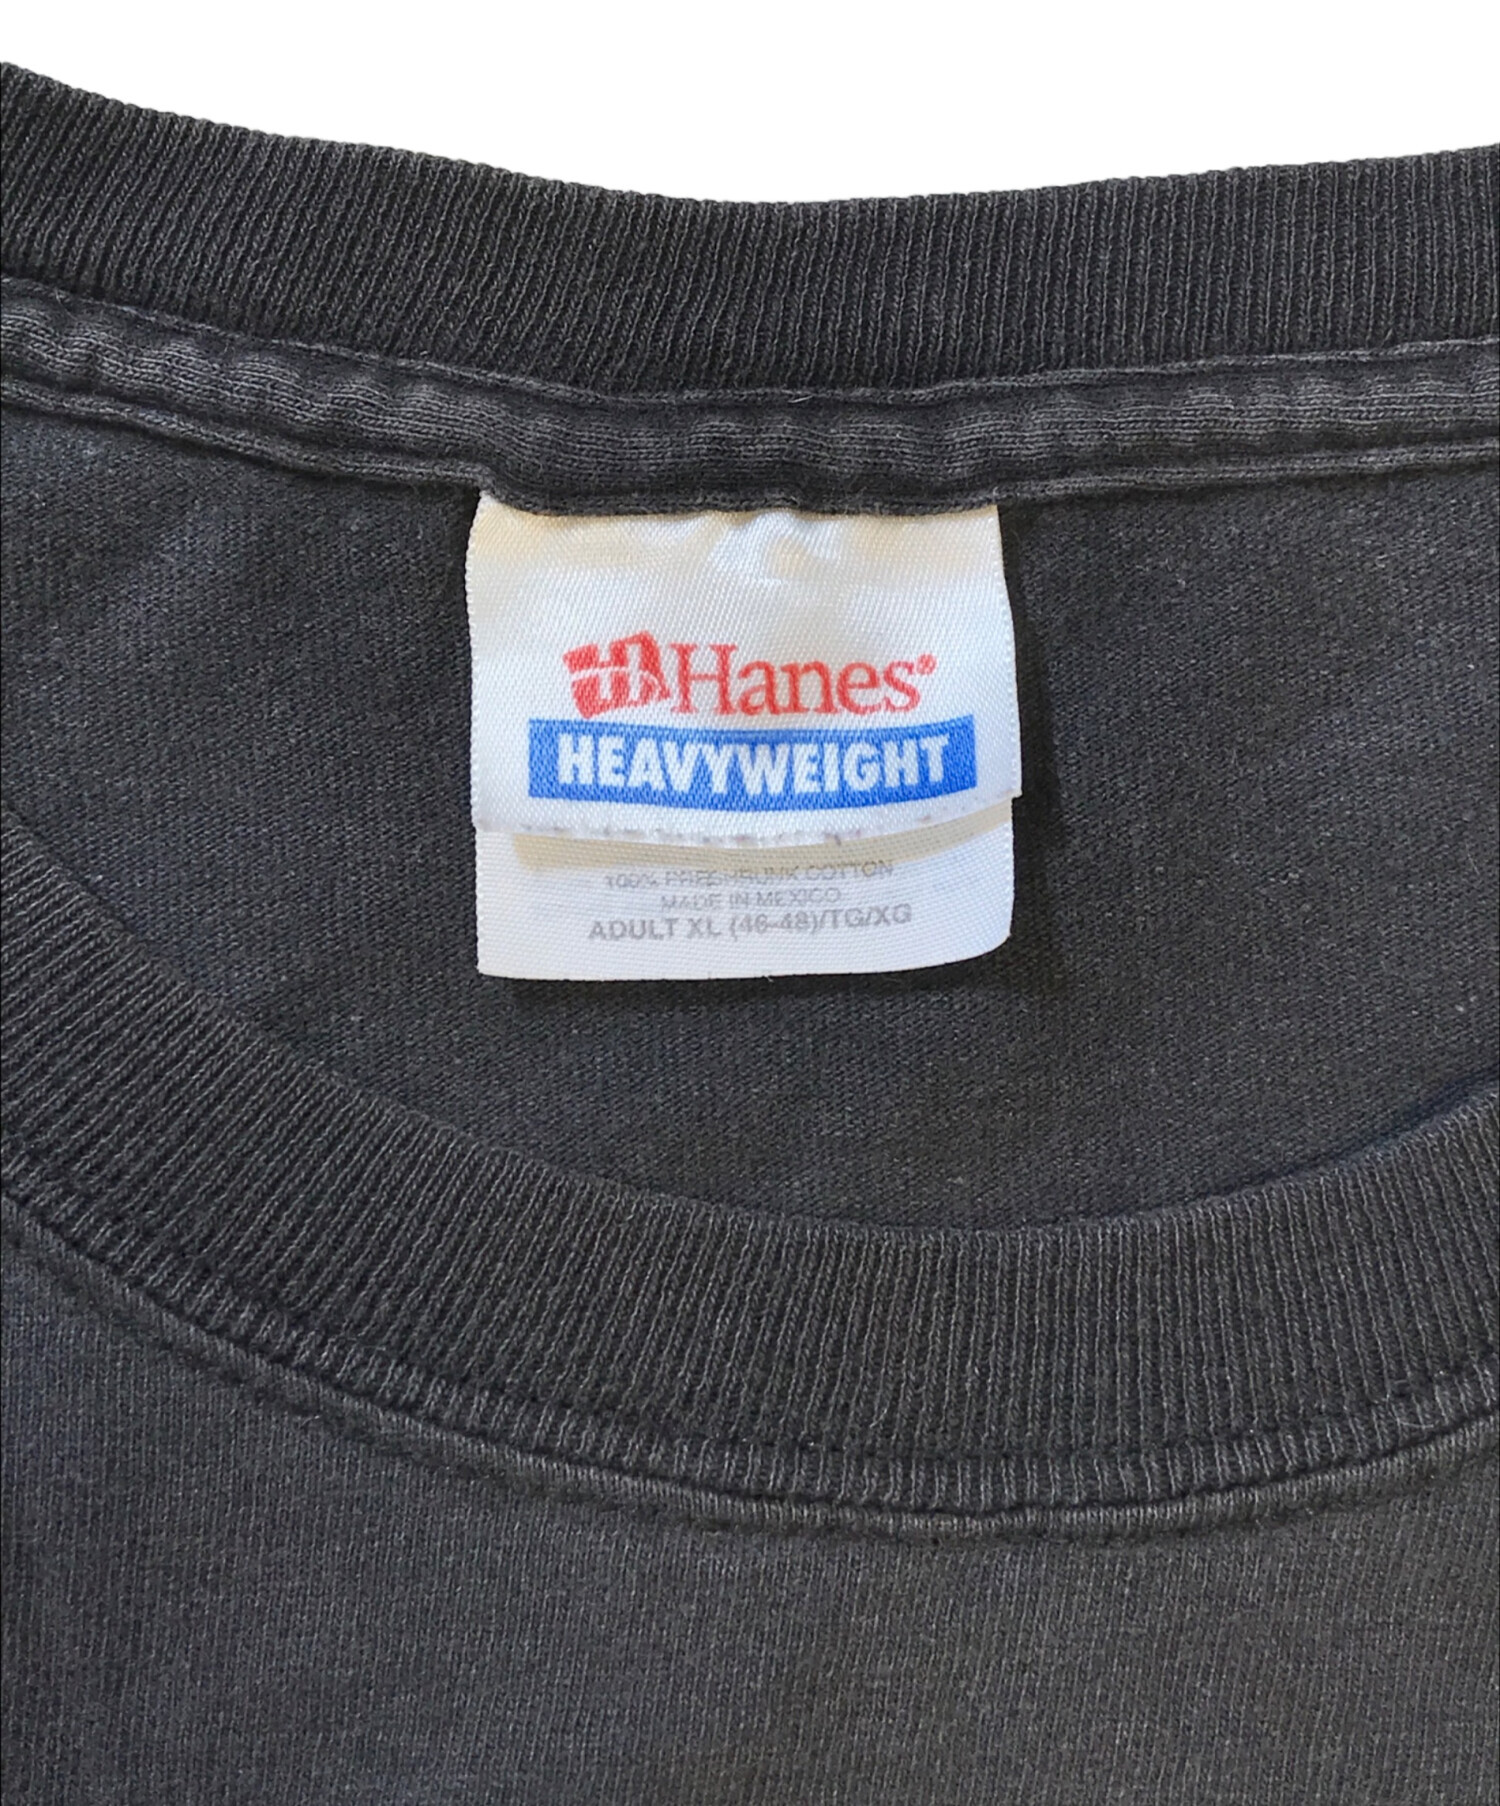 Hanes®
HEAVYWEIGHT
100% PRESHRUNK COTTON
MADE IN MEXICO
ADULT XL (46-48)/TG/XG